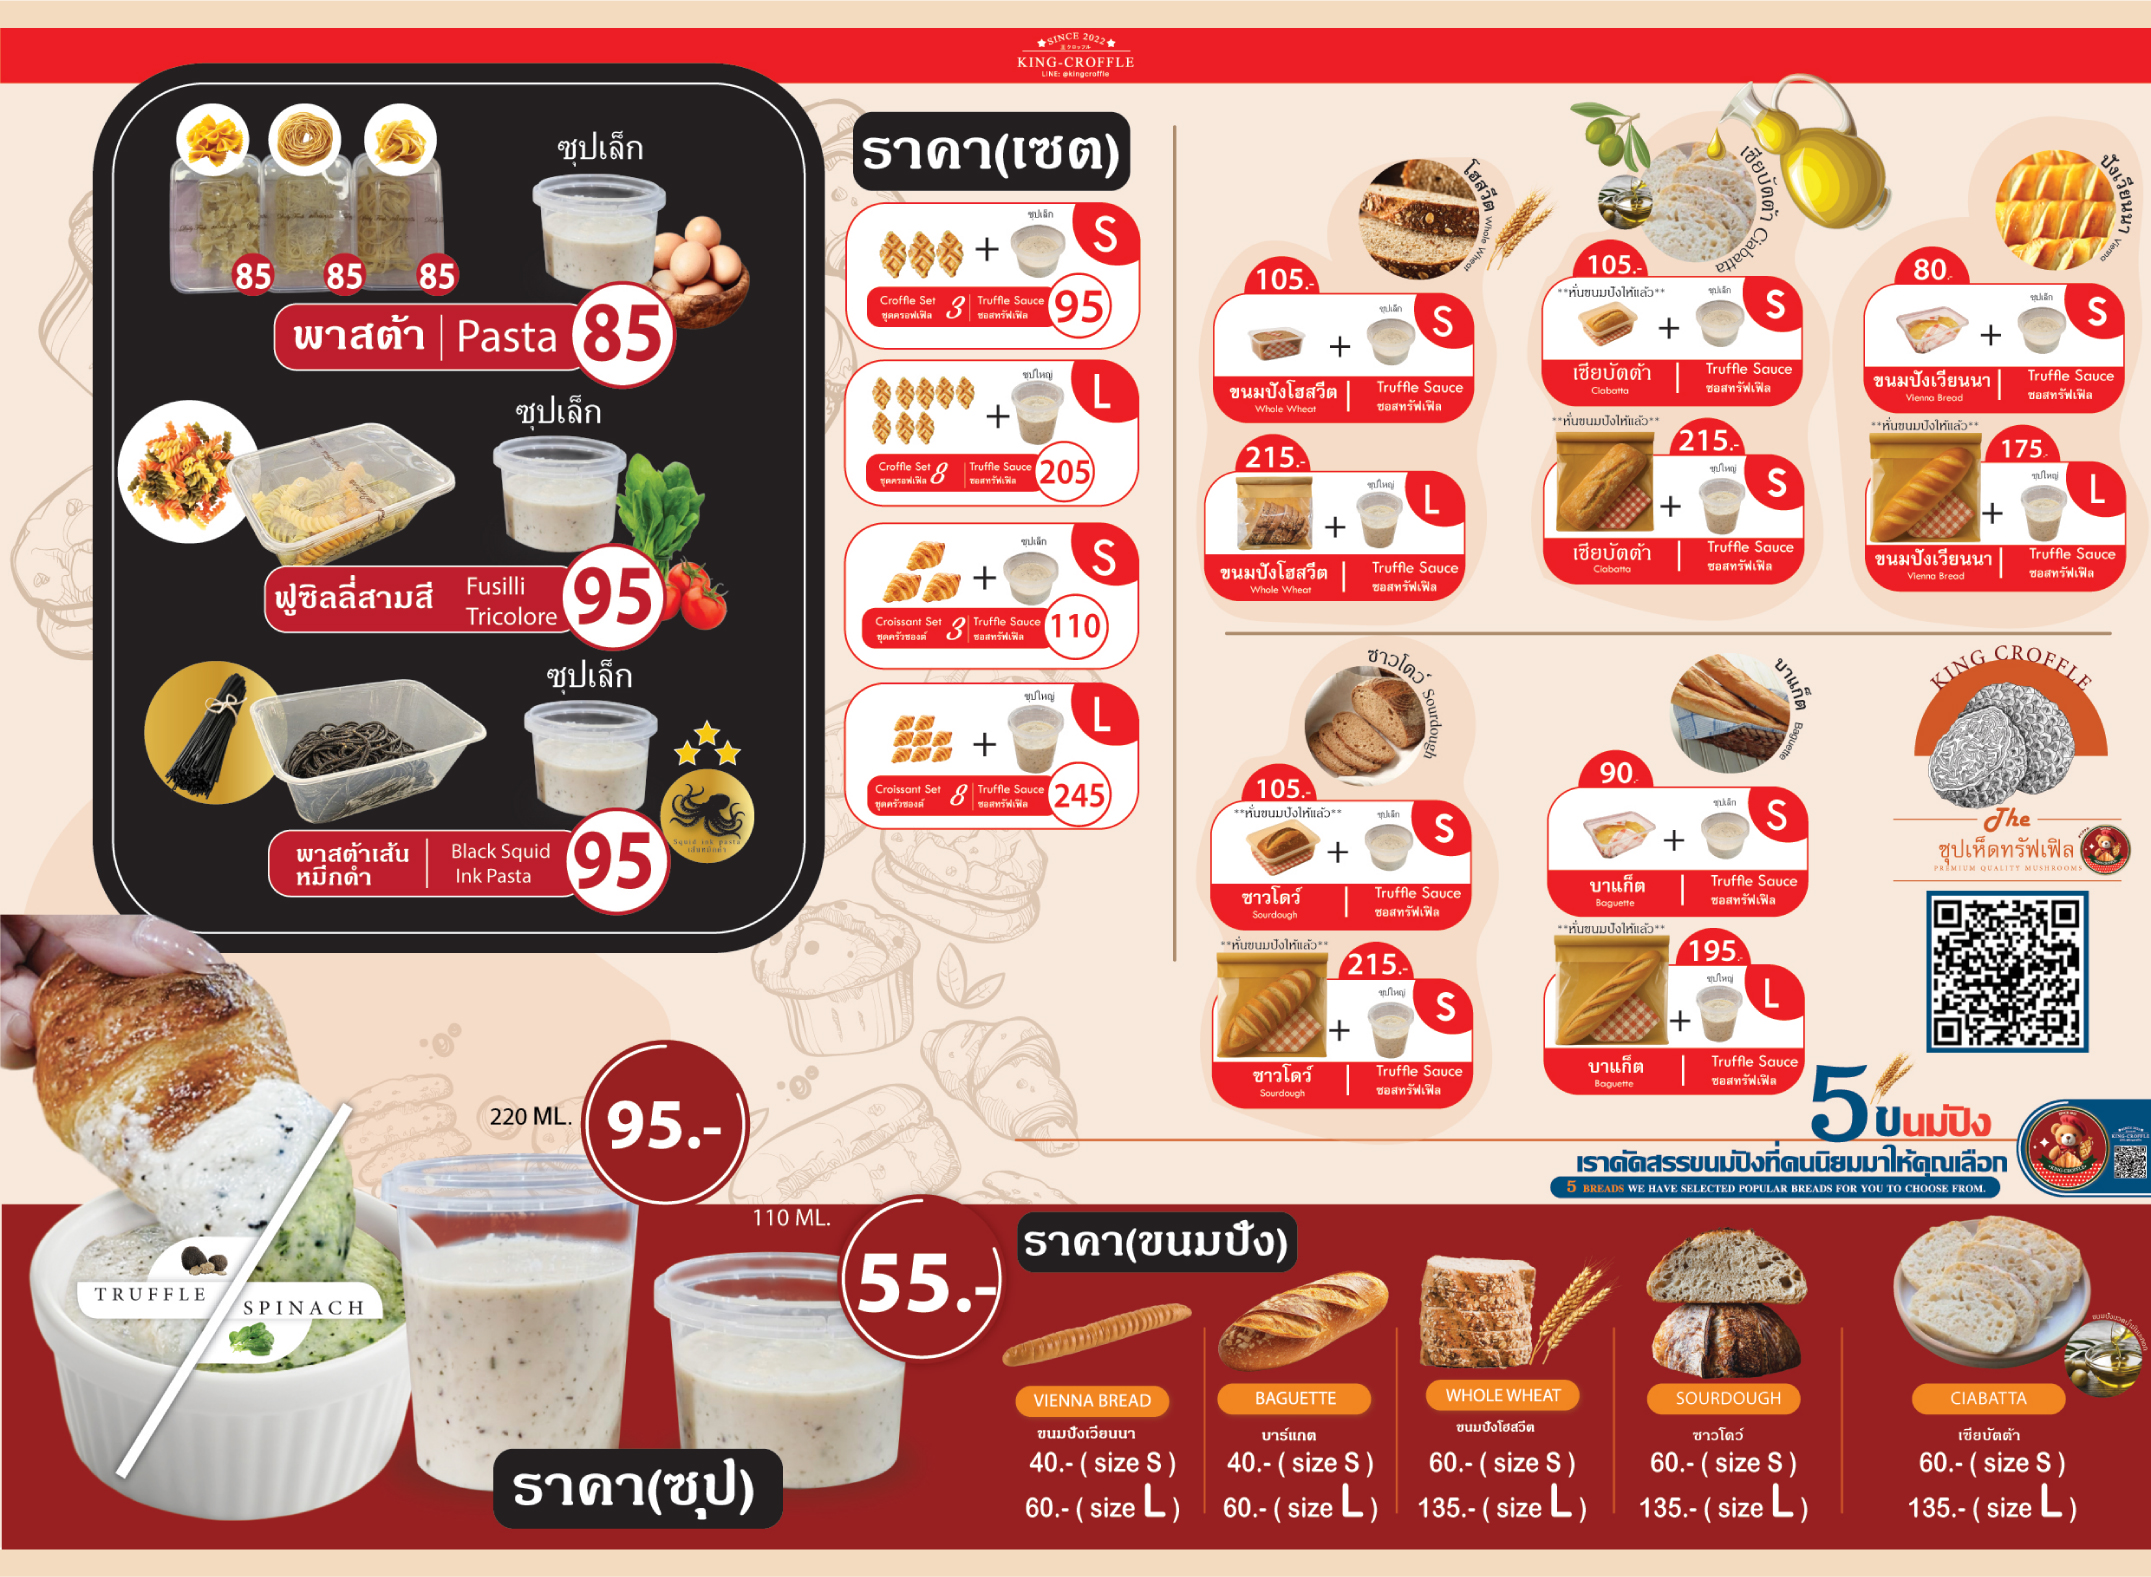 SINCE 2022
KING-CROFFLE
LINE: @kingcroffle
ซุปเล็ก
85
85
85
พาสต้า | Pasta 85
ซุปเล็ก
ฟูซิลลี่สามสี
Fusilli
Tricolore
95
ซุปเล็ก
พาสต้าเส้น
หมึกดำ
Black Squid
Ink Pasta
95
Squid ink pasta
เส้นหมึกดำ
ราคา(เซต)
ซุปเล็ก
S
Croffle Set
ชุดครอฟเฟิล
3
Truffle Sauce
ซอสทรัฟเฟิล
95
+
ซุปใหญ่
L
Croffle Set
ชุดครอฟเฟิล
8
Truffle Sauce
ซอสทรัฟเฟิล
205
+
ซุปเล็ก
S
Croissant Set
ชุดครัวซองต์
3
Truffle Sauce
ซอสทรัฟเฟิล
110
+
ซุปใหญ่
L
Croissant Set
ชุดครัวซองต์
8
Truffle Sauce
ซอสทรัฟเฟิล
245
+
โฮสวีต Whole Wheat
105.-
ซุปเล็ก
S
+
ขนมปังโฮสวีต
Whole Wheat
Truffle Sauce
ซอสทรัฟเฟิล
215.-
ซุปใหญ่
L
+
ขนมปังโฮสวีต
Whole Wheat
Truffle Sauce
ซอสทรัฟเฟิล
เชียบัตต้า Ciabatta
105.-
**หั่นขนมปังให้แล้ว**
ซุปเล็ก
S
+
เชียบัตต้า
Ciabatta
Truffle Sauce
ซอสทรัฟเฟิล
**หั่นขนมปังให้แล้ว**
215.-
ซุปใหญ่
S
+
เชียบัตต้า
Ciabatta
Truffle Sauce
ซอสทรัฟเฟิล
ปังเวียนนา Vienna
80.-
ซุปเล็ก
S
+
ขนมปังเวียนนา
Vienna Bread
Truffle Sauce
ซอสทรัฟเฟิล
**หั่นขนมปังให้แล้ว**
175.-
ซุปใหญ่
L
+
ขนมปังเวียนนา
Vienna Bread
Truffle Sauce
ซอสทรัฟเฟิล
ซาวโดว์ Sourdough
105.-
**หั่นขนมปังให้แล้ว**
ซุปเล็ก
S
+
ซาวโดว์
Sourdough
Truffle Sauce
ซอสทรัฟเฟิล
**หั่นขนมปังให้แล้ว**
215.-
ซุปใหญ่
S
+
ซาวโดว์
Sourdough
Truffle Sauce
ซอสทรัฟเฟิล
บาแก็ต Baguette
90.-
ซุปเล็ก
S
+
บาแก็ต
Baguette
Truffle Sauce
ซอสทรัฟเฟิล
**หั่นขนมปังให้แล้ว**
195.-
ซุปใหญ่
L
+
บาแก็ต
Baguette
Truffle Sauce
ซอสทรัฟเฟิล
KING CROFFLE
The
ซุปเห็ดทรัฟเฟิล
PREMIUM QUALITY MUSHROOMS
5 ขนมปัง
เราคัดสรรขนมปังที่คนนิยมมาให้คุณเลือก
5 BREADS WE HAVE SELECTED POPULAR BREADS FOR YOU TO CHOOSE FROM.
KING-CROFFLE
TRUFFLE
SPINACH
220 ML.
95.-
110 ML.
55.-
ราคา(ซุป)
ราคา(ขนมปัง)
VIENNA BREAD
ขนมปังเวียนนา
40.- ( size S )
60.- ( size L )
BAGUETTE
บาร์แกต
40.- ( size S )
60.- ( size L )
WHOLE WHEAT
ขนมปังโฮสวีต
60.- ( size S )
135.- ( size L )
SOURDOUGH
ซาวโดว์
60.- ( size S )
135.- ( size L )
CIABATTA
เชียบัตต้า
60.- ( size S )
135.- ( size L )